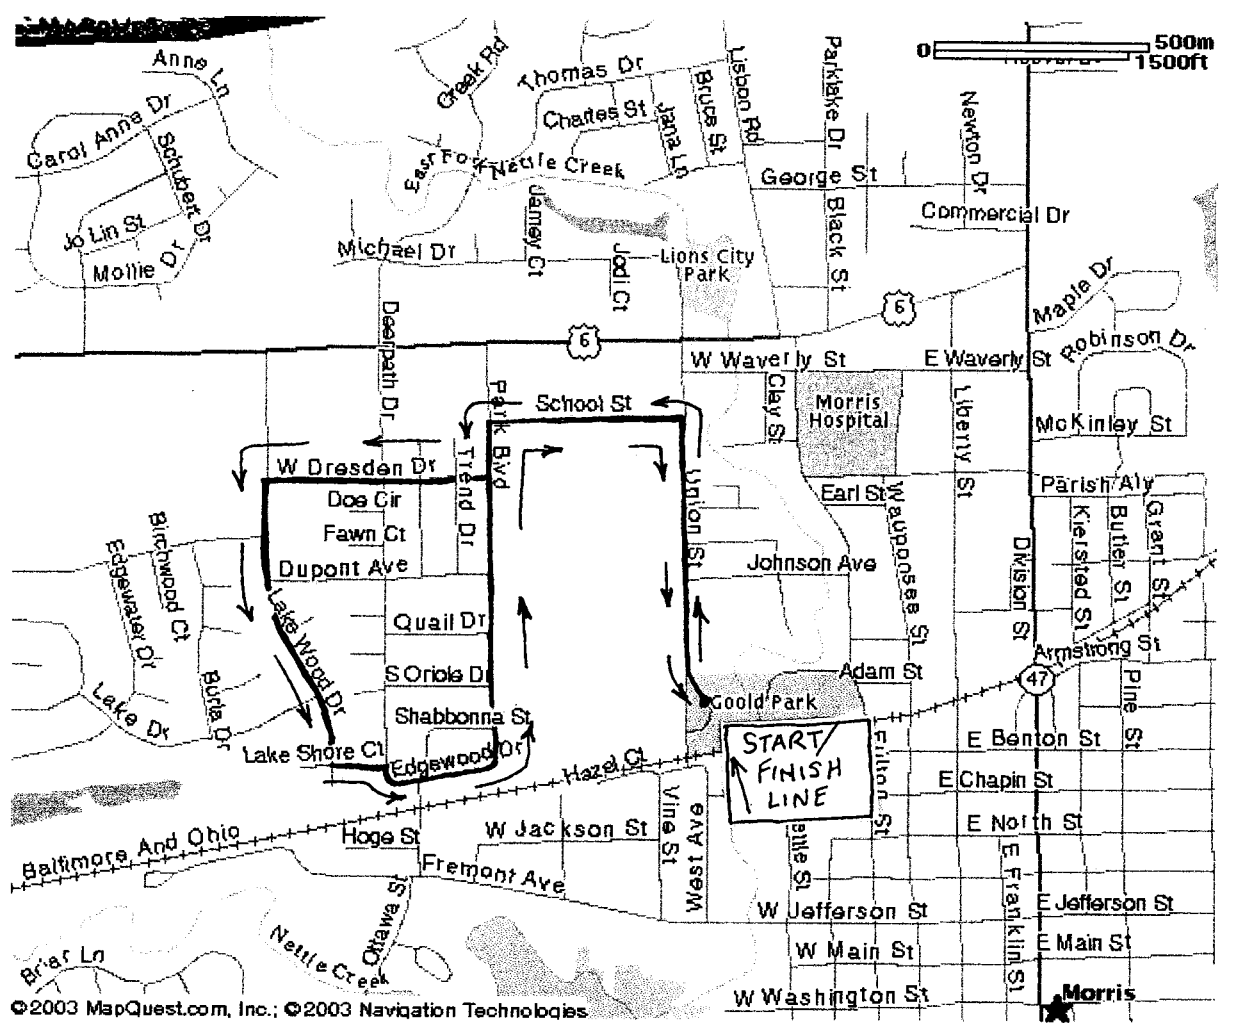 Anne Ln
Creek Rd
Thomas Dr
Lisbon Rd
Parklake Dr
0
500m
1500ft
Carol Anne Dr
Schubert Dr
Charles St
Jana Ln
Bruce St
Newton Dr
East Fork Nettle Creek
George St
Jo Lin St
Mollie Dr
Michael Dr
Jamey Ct
Jodi Ct
Lions City
Park
Black St
Commercial Dr
Deerpath Dr
6
6
Maple Dr
W Waverly St
E Waverly St
Robinson Dr
Park Blvd
School St
Clay St
Morris
Hospital
Liberty St
McKinley St
W Dresden Dr
Trend Dr
Union St
Doe Cir
Earl St
Parish Aly
Birchwood Ct
Fawn Ct
Wauponsee St
Division St
Kiersted St
Butler St
Grant St
Edgewater Dr
Dupont Ave
Johnson Ave
Lake Wood Dr
Quail Dr
Armstrong St
Burla Dr
S Oriole Dr
Adam St
47
Lake Dr
Shabbonna St
Goold Park
Pine St
Lake Shore Ct
Edgewood Dr
Hazel Ct
START/
FINISH
LINE
Fulton St
E Benton St
E Chapin St
Baltimore And Ohio
Hoge St
W Jackson St
Vine St
West Ave
E North St
Fremont Ave
E Franklin St
Ottawa St
W Jefferson St
E Jefferson St
Briar Ln
Nettle Creek
W Main St
E Main St
W Washington St
Morris
©2003 MapQuest.com, Inc.; ©2003 Navigation Technologies